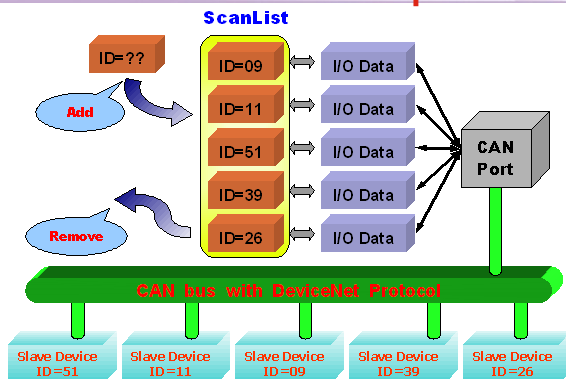 ScanList
ID=??
Add
Remove
ID=09
I/O Data
ID=11
I/O Data
ID=51
I/O Data
ID=39
I/O Data
ID=26
I/O Data
CAN
Port
CAN bus with DeviceNet Protocol
Slave Device
ID=51
Slave Device
ID=11
Slave Device
ID=09
Slave Device
ID=39
Slave Device
ID=26